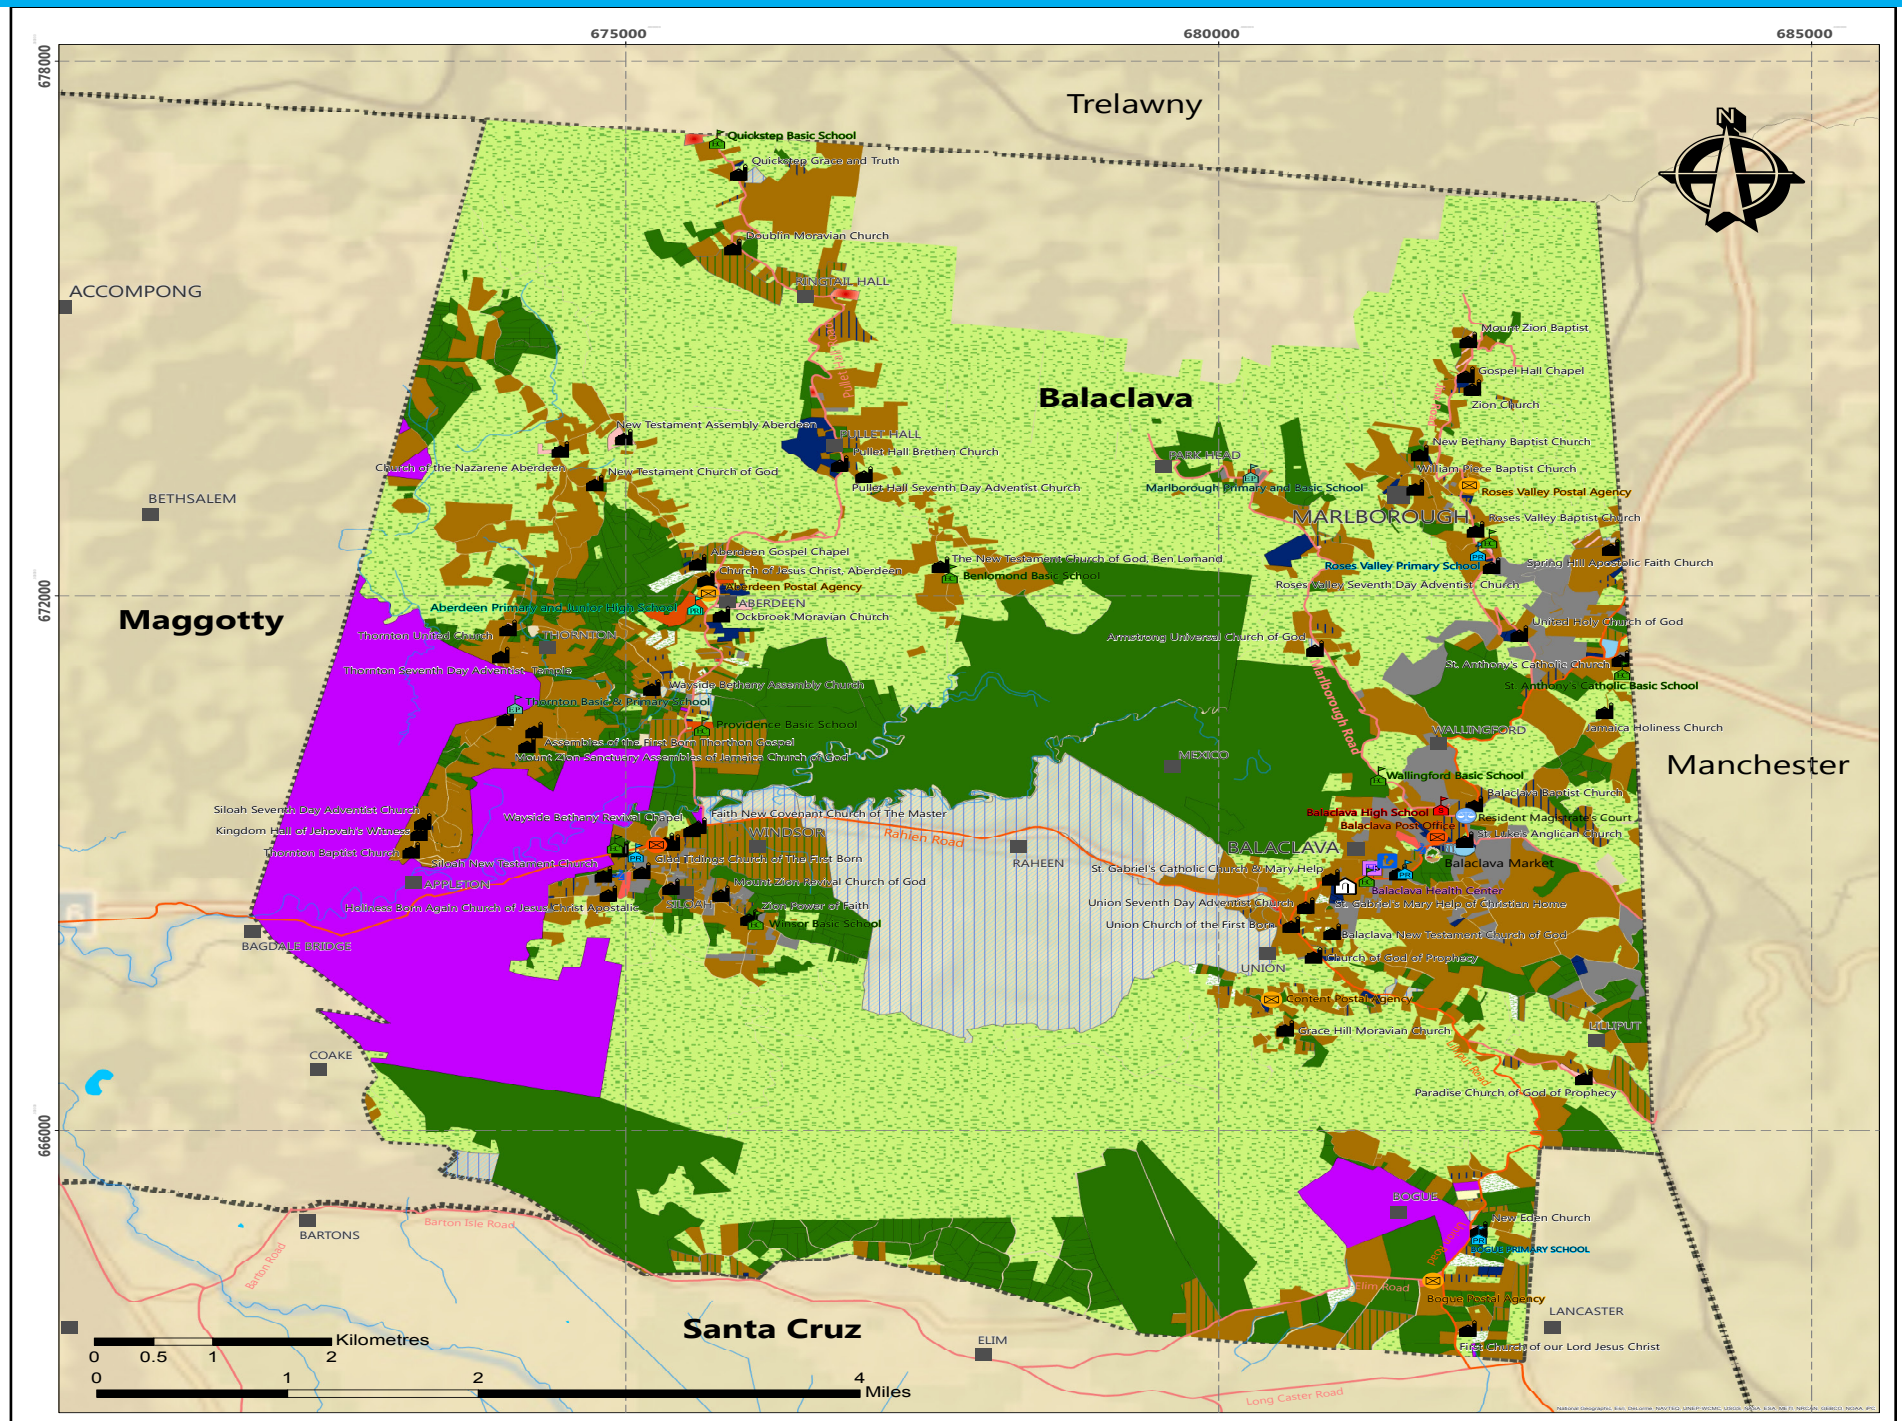 675000
680000
685000
678000
Trelawny
N
Quickstep Basic School
Quickstep Grace and Truth
Doublin Moravian Church
RINGTAIL HALL
ACCOMPONG
Mount Zion Baptist
Gospel Hall Chapel
Zion Church
Balaclava
New Testament Assembly Aberdeen
PULLET HALL
Pullet Hall Brethen Church
Church of the Nazarene Aberdeen
New Testament Church of God
Pullet Hall Seventh Day Adventist Church
PARK HEAD
Marlborough Primary and Basic School
New Bethany Baptist Church
William Piece Baptist Church
Roses Valley Postal Agency
BETHSALEM
MARLBOROUGH
Roses Valley Baptist Church
Aberdeen Gospel Chapel
Church of Jesus Christ, Aberdeen
The New Testament Church of God, Ben Lomand
Benlomond Basic School
Roses Valley Primary School
Spring Hill Apostolic Faith Church
Roses Valley Seventh Day Adventist Church
Aberdeen Postal Agency
672000
ABERDEEN
Aberdeen Primary and Junior High School
Ockbrook Moravian Church
Maggotty
Thornton United Church
THORNTON
Armstrong Universal Church of God
United Holy Church of God
Thornton Seventh Day Adventist Temple
St. Anthony's Catholic Church
St. Anthony's Catholic Basic School
Wayside Bethany Assembly Church
Thornton Basic & Primary School
Providence Basic School
Marlborough Road
Jamaica Holiness Church
WALLINGFORD
Assembles of the First Born Thorthon Gospel
Mount Zion Sanctuary Assembles of Jamaica Church of God
MEXICO
Manchester
Wallingford Basic School
Balaclava Baptist Church
Siloah Seventh Day Adventist Church
Wayside Bethany Revival Chapel
Faith New Covenant Church of The Master
Balaclava High School
Resident Magistrate's Court
Kingdom Hall of Jehovah's Witness
WINDSOR
Rahlen Road
Balaclava Post Office
St. Luke's Anglican Church
Thornton Baptist Church
BALACLAVA
Siloah New Testament Church
Glad Tidings Church of The First Born
RAHEEN
Balaclava Market
St. Gabriel's Catholic Church & Mary Help
APPLETON
Mount Zion Revival Church of God
Balaclava Health Center
Holiness Born Again Church of Jesus Christ Apostalic
SILOAH
Zion Power of Faith
Union Seventh Day Adventist Church
St. Gabriel's Mary Help of Christian Home
Winsor Basic School
Union Church of the First Born
Balaclava New Testament Church of God
BAGDALE BRIDGE
Church of God of Prophecy
UNION
Content Postal Agency
LILLIPUT
Grace Hill Moravian Church
COAKE
Union Road
Paradise Church of God of Prophecy
666000
BOGUE
New Eden Church
Barton Isle Road
BARTONS
Union Road
BOGUE PRIMARY SCHOOL
Barton Road
Elim Road
Bogue Postal Agency
LANCASTER
Santa Cruz
ELIM
First Church of our Lord Jesus Christ
Kilometres
0 0.5 1 2
0 1 2 4
Miles
Long Caster Road